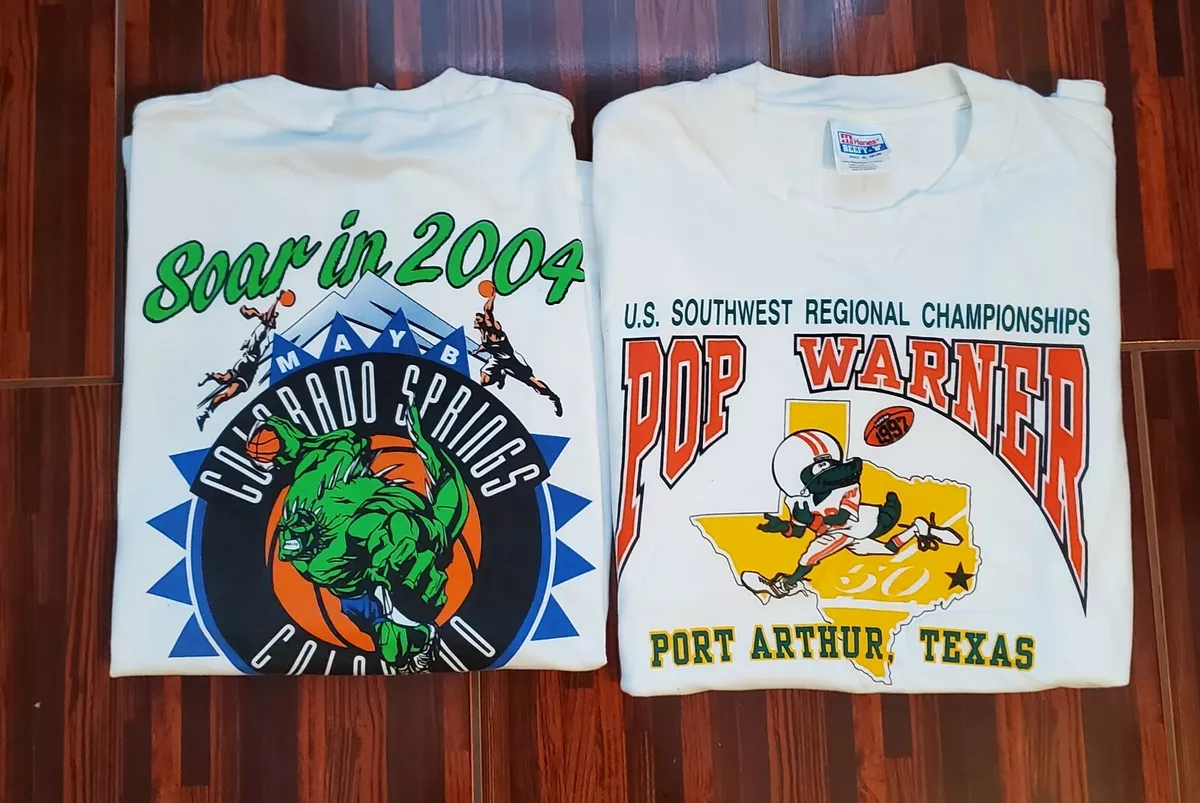 Soar in 2004
MAYB
COLORADO SPRINGS
COLORADO
Hanes
BEEFY-T
U.S. SOUTHWEST REGIONAL CHAMPIONSHIPS
POP WARNER
1997
50
PORT ARTHUR, TEXAS